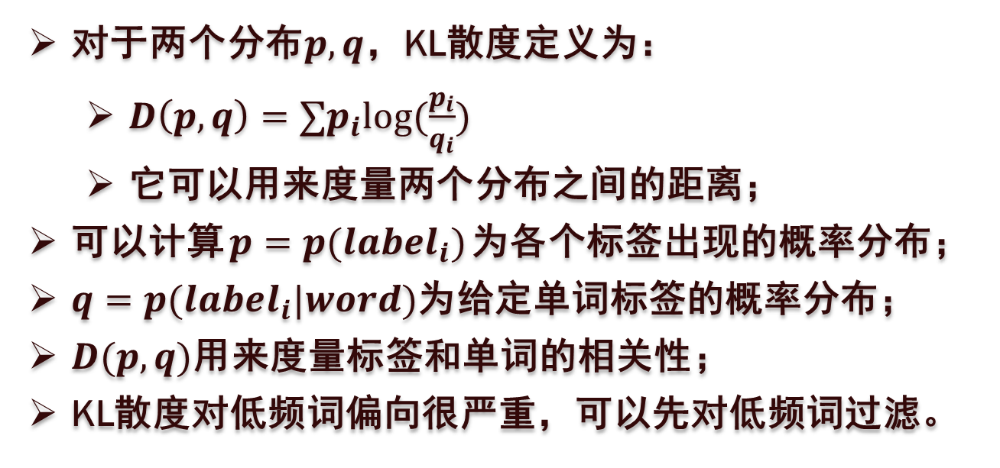 ➢ 对于两个分布p, q，KL散度定义为：
➢ D(p, q) = ∑p_i log(p_i/q_i)
➢ 它可以用来度量两个分布之间的距离；
➢ 可以计算p = p(label_i)为各个标签出现的概率分布；
➢ q = p(label_i|word)为给定单词标签的概率分布；
➢ D(p, q)用来度量标签和单词的相关性；
➢ KL散度对低频词偏向很严重，可以先对低频词过滤。